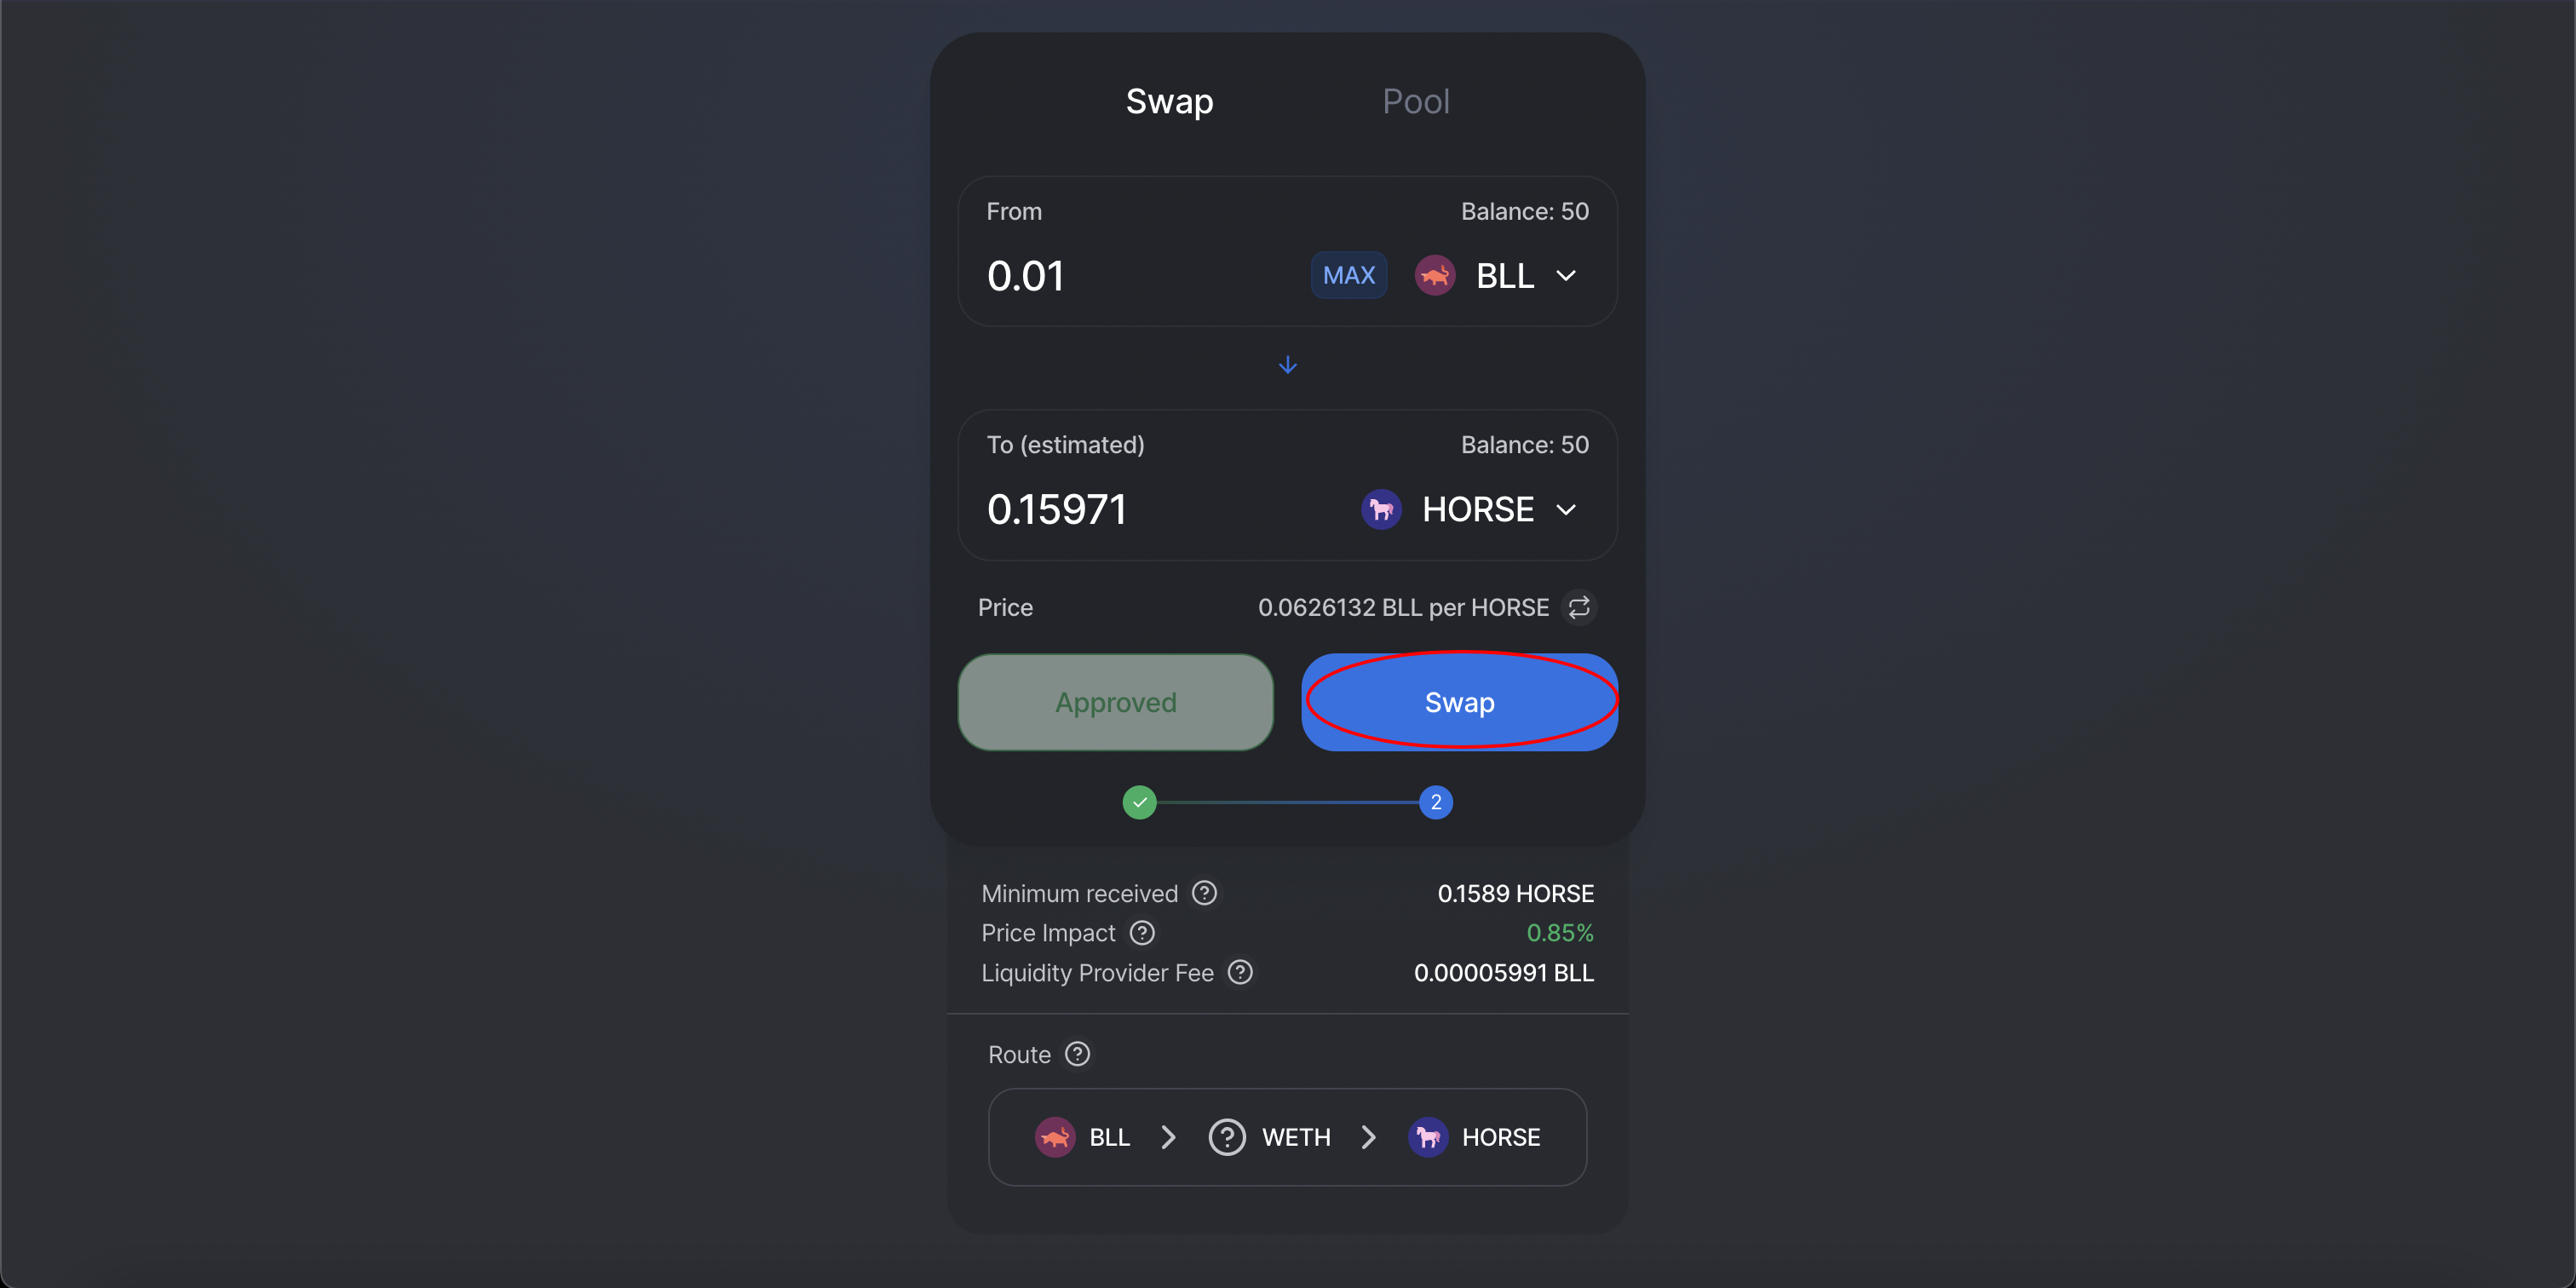 Swap Pool
From Balance: 50
0.01 MAX BLL
To (estimated) Balance: 50
0.15971 HORSE
Price 0.0626132 BLL per HORSE
Approved Swap
2
Minimum received ? 0.1589 HORSE
Price Impact ? 0.85%
Liquidity Provider Fee ? 0.00005991 BLL
Route ?
BLL > ? WETH > HORSE